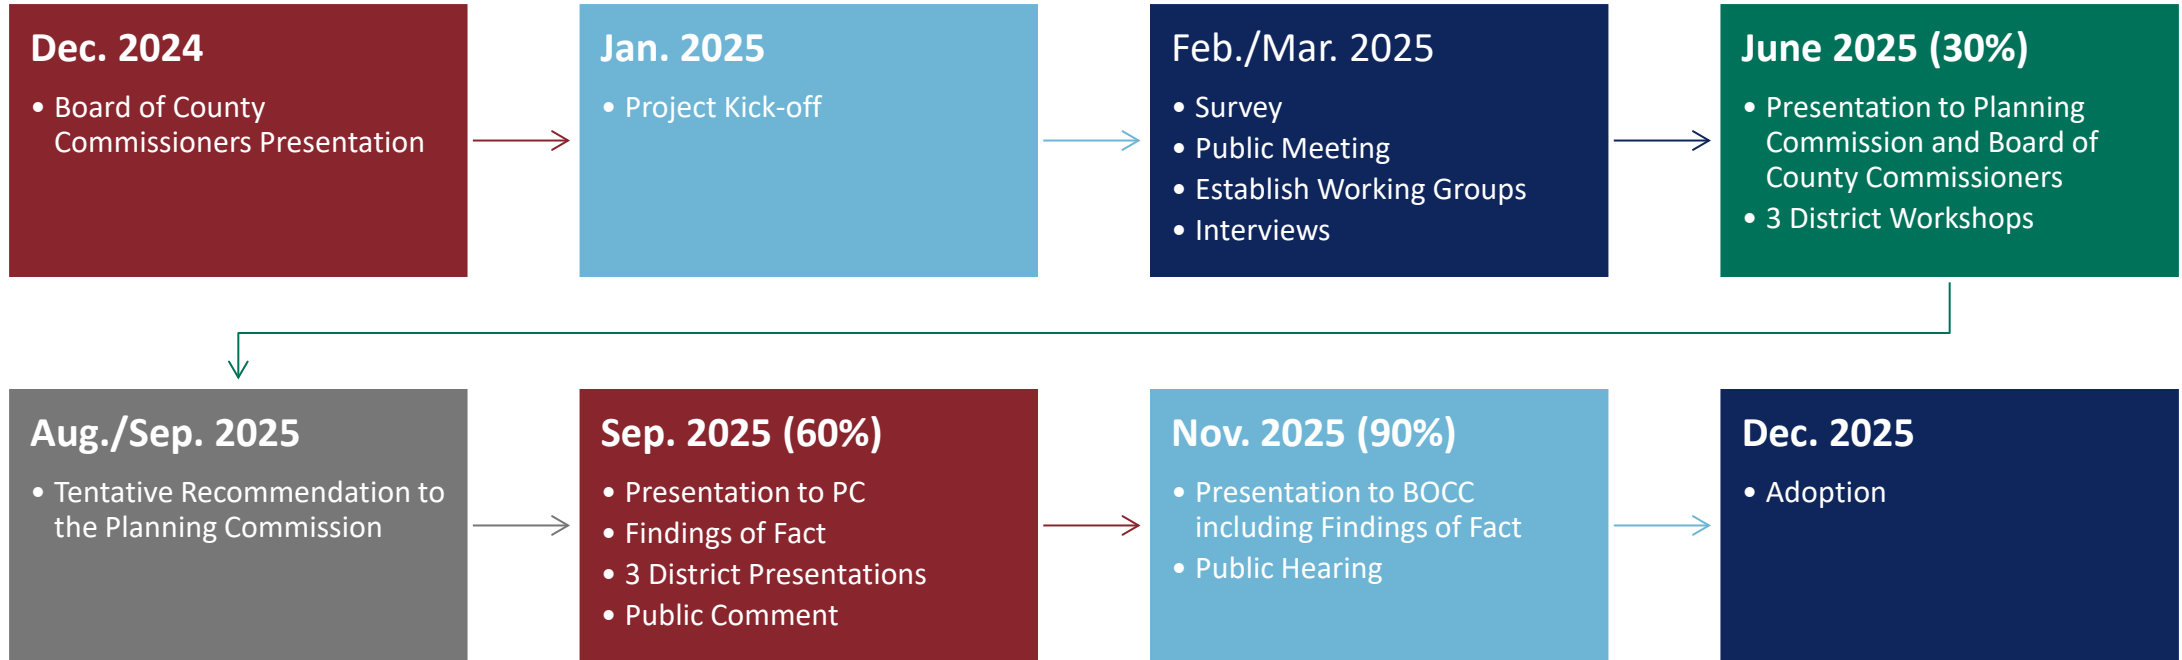 Dec. 2024
• Board of County
Commissioners Presentation
Jan. 2025
• Project Kick-off
Feb./Mar. 2025
• Survey
• Public Meeting
• Establish Working Groups
• Interviews
June 2025 (30%)
• Presentation to Planning
Commission and Board of
County Commissioners
• 3 District Workshops
Aug./Sep. 2025
• Tentative Recommendation to
the Planning Commission
Sep. 2025 (60%)
• Presentation to PC
• Findings of Fact
• 3 District Presentations
• Public Comment
Nov. 2025 (90%)
• Presentation to BOCC
including Findings of Fact
• Public Hearing
Dec. 2025
• Adoption